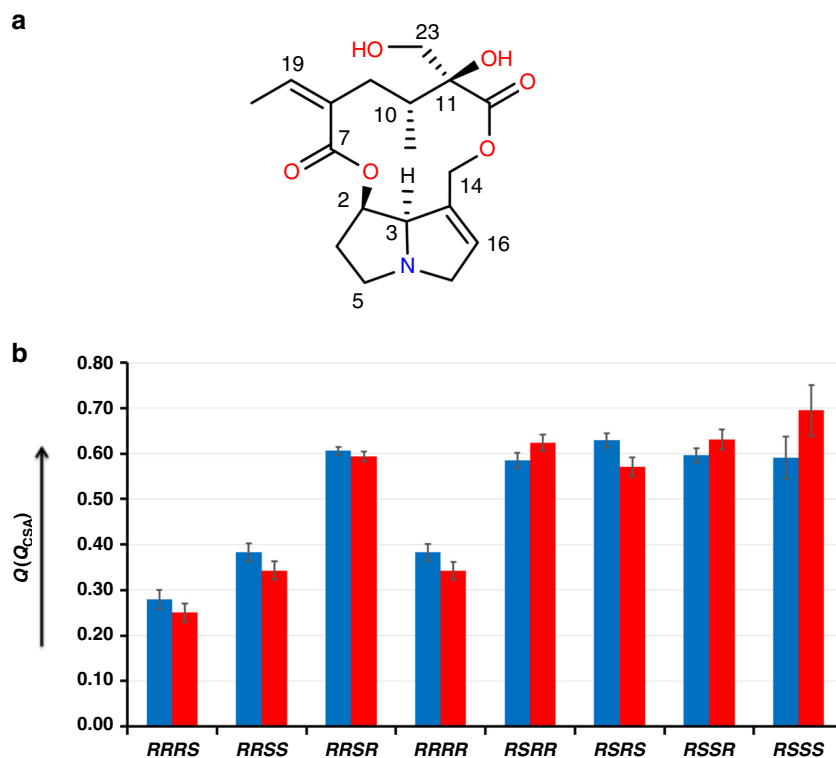 a
23
HO
OH
19
O
10
11
7
O
O
H
O
2
14
3
16
N
5
b
0.80
0.70
0.60
0.50
0.40
0.30
0.20
0.10
0.00
Q(QCSA)
RRRS RRSS RRSR RRRR RSRR RSRS RSSR RSSS